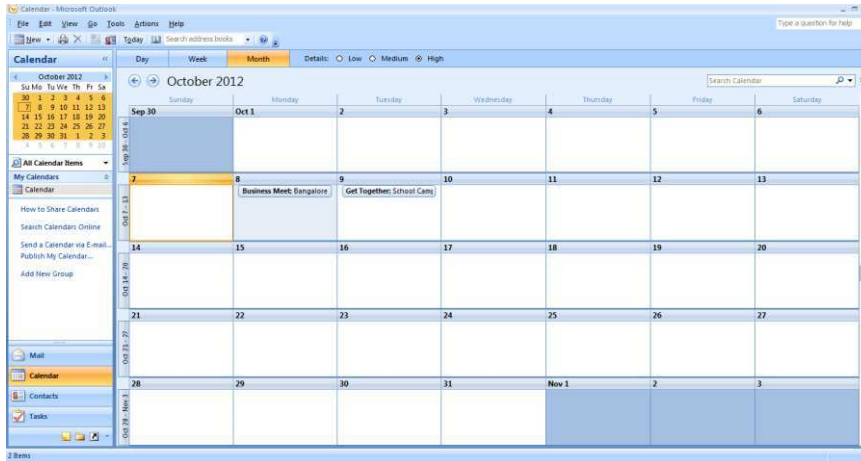 Calendar - Microsoft Outlook
File Edit View Go Tools Actions Help
Type a question for help
New Today Search address books
Calendar «
Day Week Month Details: Low Medium High
October 2012
Su Mo Tu We Th Fr Sa
30 1 2 3 4 5 6
7 8 9 10 11 12 13
14 15 16 17 18 19 20
21 22 23 24 25 26 27
28 29 30 31 1 2 3
4 5 6 7 8 9 10
All Calendar Items
My Calendars
Calendar
How to Share Calendars
Search Calendars Online
Send a Calendar via E-mail...
Publish My Calendar...
Add New Group
Mail
Calendar
Contacts
Tasks
October 2012
Search Calendar
Sunday Monday Tuesday Wednesday Thursday Friday Saturday
Sep 30 - Oct 6
Sep 30 Oct 1 2 3 4 5 6
Oct 7 - 13
7 8 9 10 11 12 13
Business Meet; Bangalore Get Together; School Camp
Oct 14 - 20
14 15 16 17 18 19 20
Oct 21 - 27
21 22 23 24 25 26 27
Oct 28 - Nov 3
28 29 30 31 Nov 1 2 3
2 Items